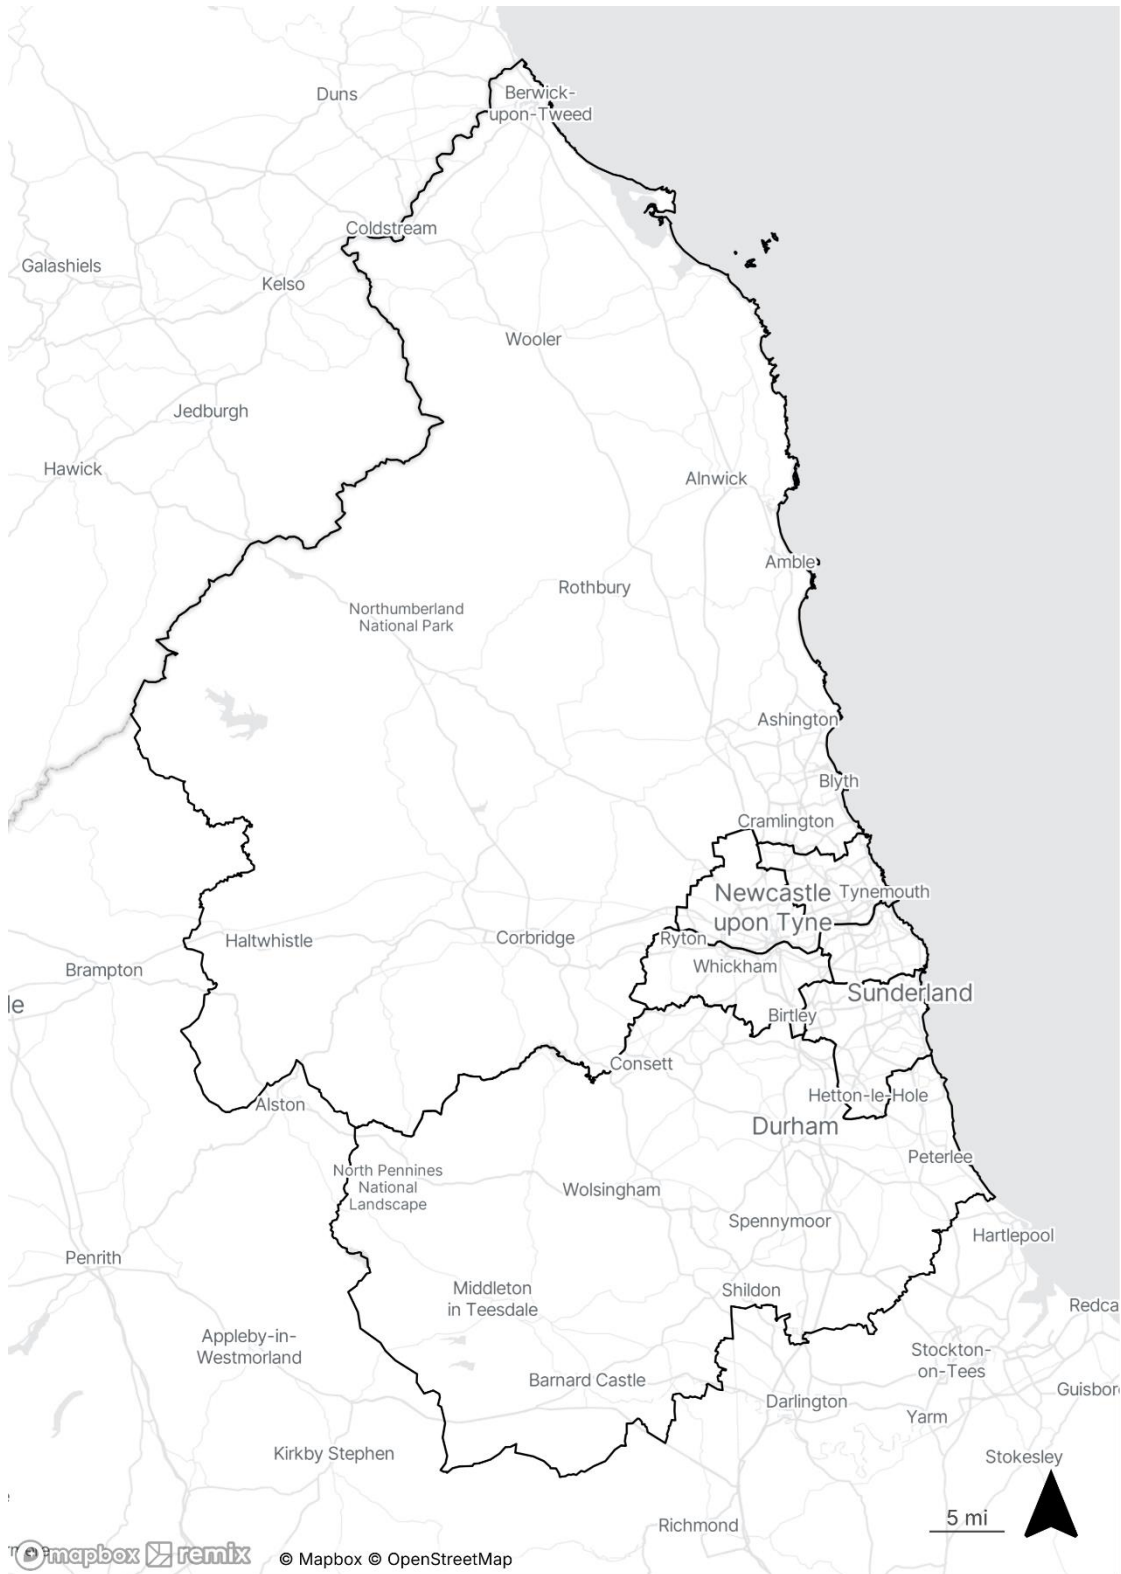 Duns
Berwick-
upon-Tweed
Coldstream
Galashiels
Kelso
Wooler
Jedburgh
Hawick
Alnwick
Amble
Rothbury
Northumberland
National Park
Ashington
Blyth
Cramlington
Newcastle
upon Tyne
Tynemouth
Haltwhistle
Corbridge
Ryton
Whickham
Brampton
le
Sunderland
Birtley
Consett
Hetton-le-Hole
Alston
Durham
Peterlee
North Pennines
National
Landscape
Wolsingham
Spennymoor
Hartlepool
Penrith
Middleton
in Teesdale
Shildon
Redca
Appleby-in-
Westmorland
Stockton-
on-Tees
Barnard Castle
Darlington
Guisbor
Yarm
Kirkby Stephen
Stokesley
5 mi
Richmond
mapbox remix © Mapbox © OpenStreetMap